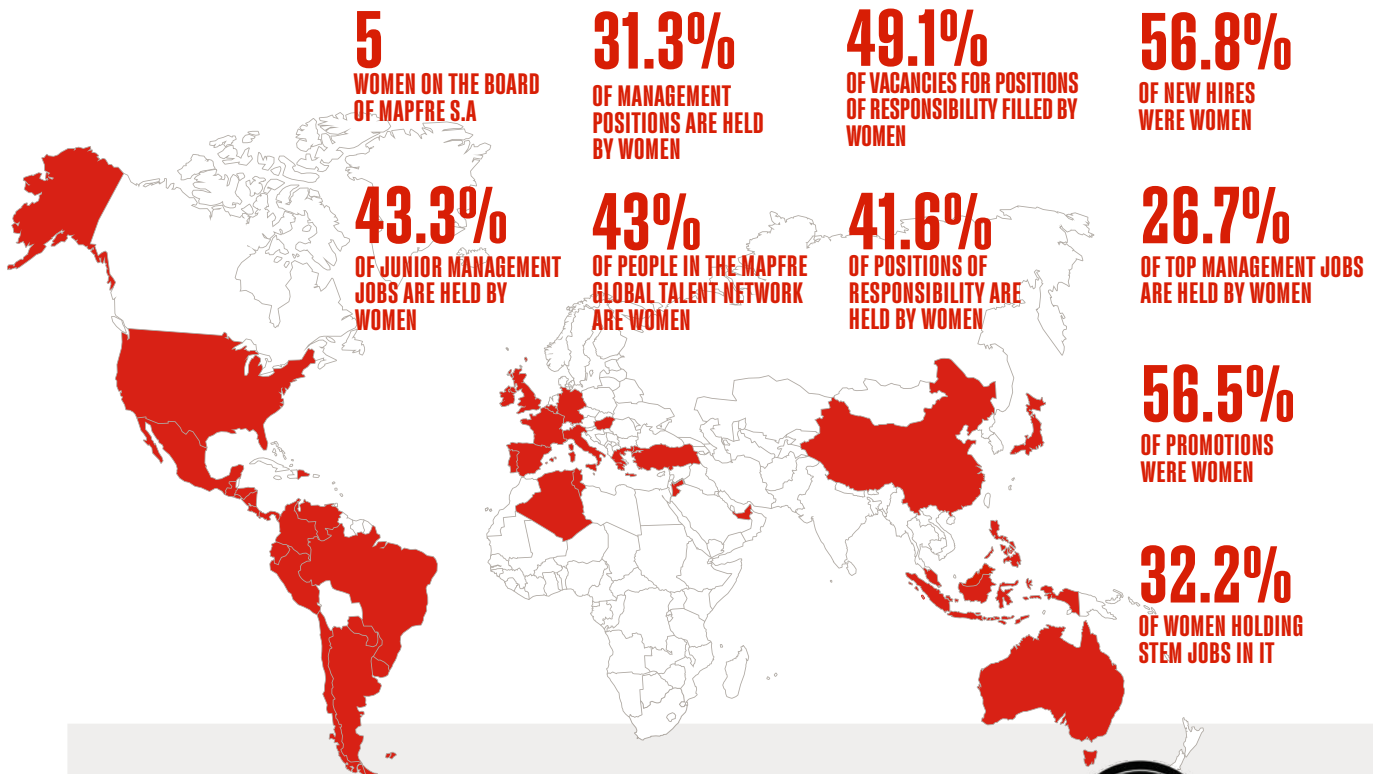 5
WOMEN ON THE BOARD
OF MAPFRE S.A
31.3%
OF MANAGEMENT
POSITIONS ARE HELD
BY WOMEN
49.1%
OF VACANCIES FOR POSITIONS
OF RESPONSIBILITY FILLED BY
WOMEN
56.8%
OF NEW HIRES
WERE WOMEN
43.3%
OF JUNIOR MANAGEMENT
JOBS ARE HELD BY
WOMEN
43%
OF PEOPLE IN THE MAPFRE
GLOBAL TALENT NETWORK
ARE WOMEN
41.6%
OF POSITIONS OF
RESPONSIBILITY ARE
HELD BY WOMEN
26.7%
OF TOP MANAGEMENT JOBS
ARE HELD BY WOMEN
56.5%
OF PROMOTIONS
WERE WOMEN
32.2%
OF WOMEN HOLDING
STEM JOBS IN IT